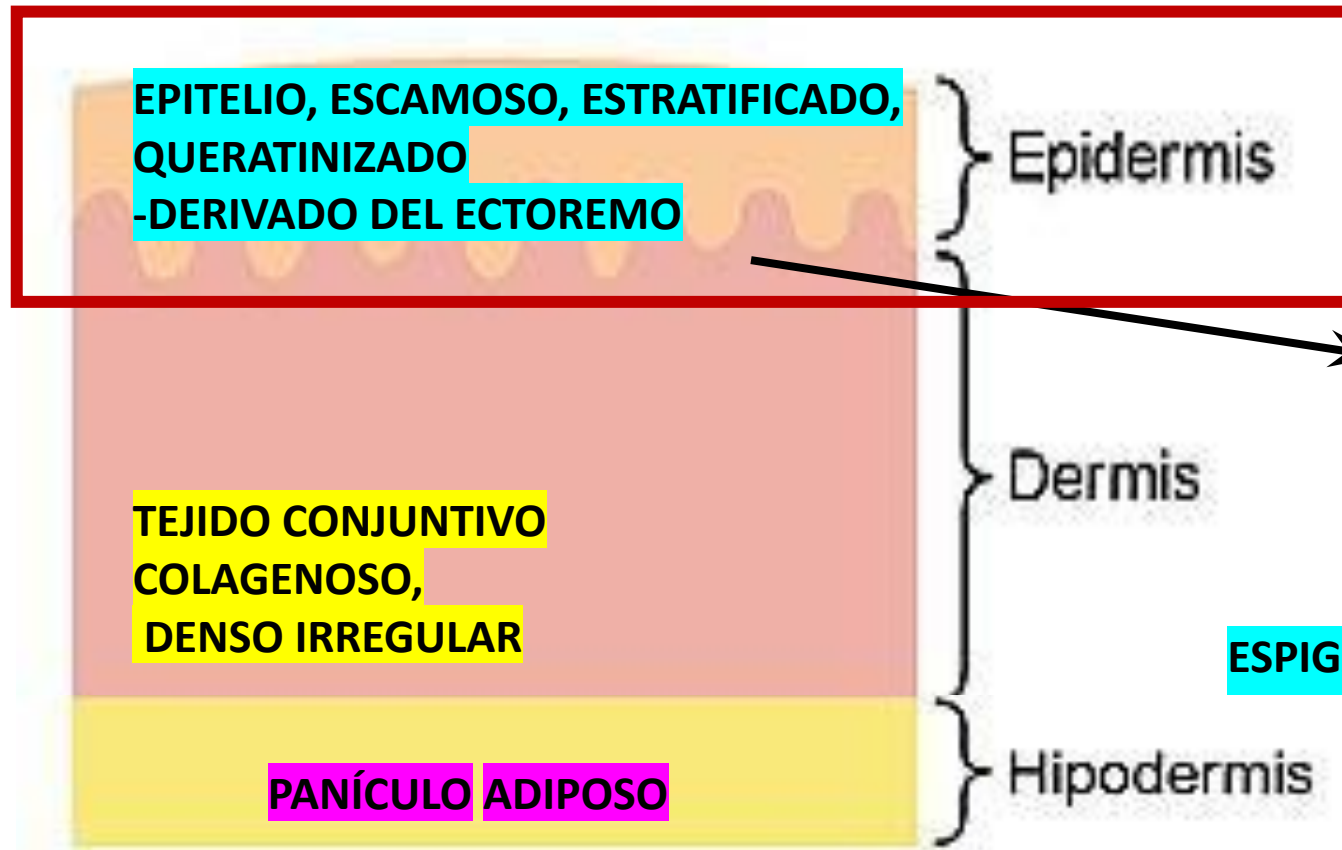 EPITELIO, ESCAMOSO, ESTRATIFICADO,
QUERATINIZADO
-DERIVADO DEL ECTOREMO
Epidermis
Dermis
TEJIDO CONJUNTIVO
COLAGENOSO,
DENSO IRREGULAR
ESPIG
PANÍCULO ADIPOSO
Hipodermis